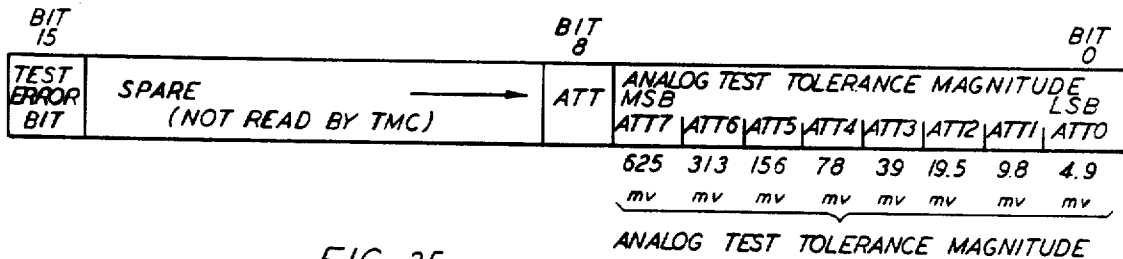 BIT 15
BIT 8
BIT 0
TEST ERROR BIT
SPARE
(NOT READ BY TMC)
ATT
ANALOG TEST TOLERANCE MAGNITUDE
MSB LSB
ATT7 ATT6 ATT5 ATT4 ATT3 ATT2 ATT1 ATT0
625 313 156 78 39 19.5 9.8 4.9
mv mv mv mv mv mv mv mv
ANALOG TEST TOLERANCE MAGNITUDE